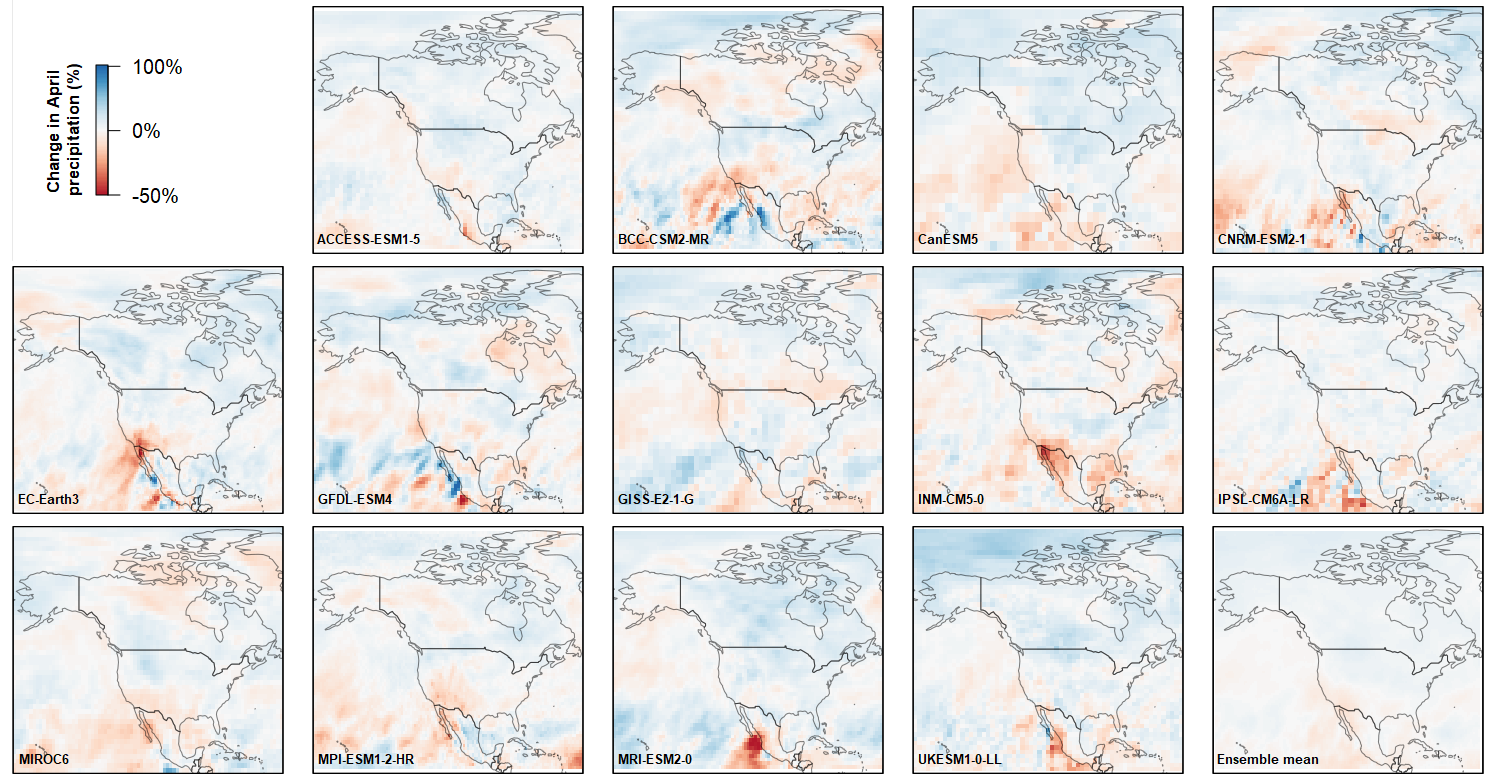 Change in April
precipitation (%)
100%
0%
-50%
ACCESS-ESM1-5
BCC-CSM2-MR
CanESM5
CNRM-ESM2-1
EC-Earth3
GFDL-ESM4
GISS-E2-1-G
INM-CM5-0
IPSL-CM6A-LR
MIROC6
MPI-ESM1-2-HR
MRI-ESM2-0
UKESM1-0-LL
Ensemble mean